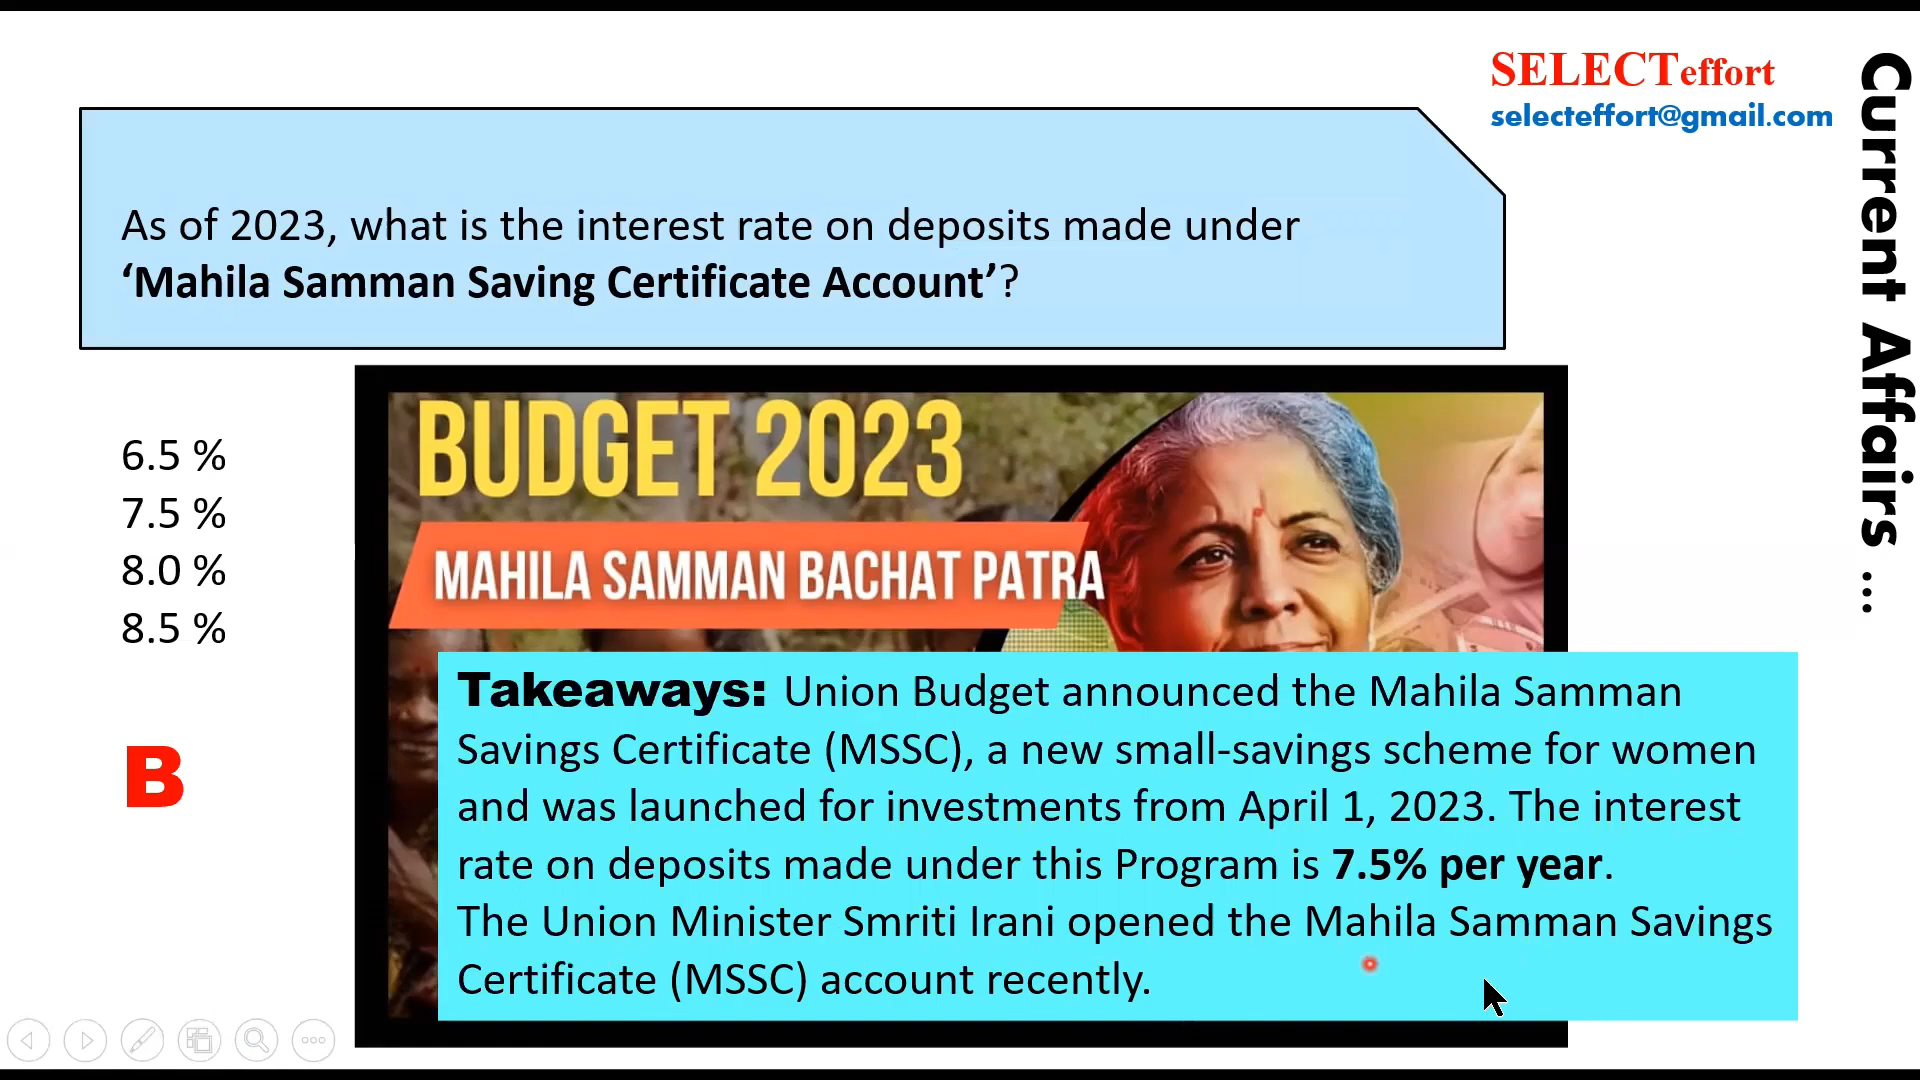 SELECTeffort
selecteffort@gmail.com
Current Affairs ...
As of 2023, what is the interest rate on deposits made under
‘Mahila Samman Saving Certificate Account’?
6.5 %
7.5 %
8.0 %
8.5 %
B
BUDGET 2023
MAHILA SAMMAN BACHAT PATRA
Takeaways: Union Budget announced the Mahila Samman
Savings Certificate (MSSC), a new small-savings scheme for women
and was launched for investments from April 1, 2023. The interest
rate on deposits made under this Program is 7.5% per year.
The Union Minister Smriti Irani opened the Mahila Samman Savings
Certificate (MSSC) account recently.